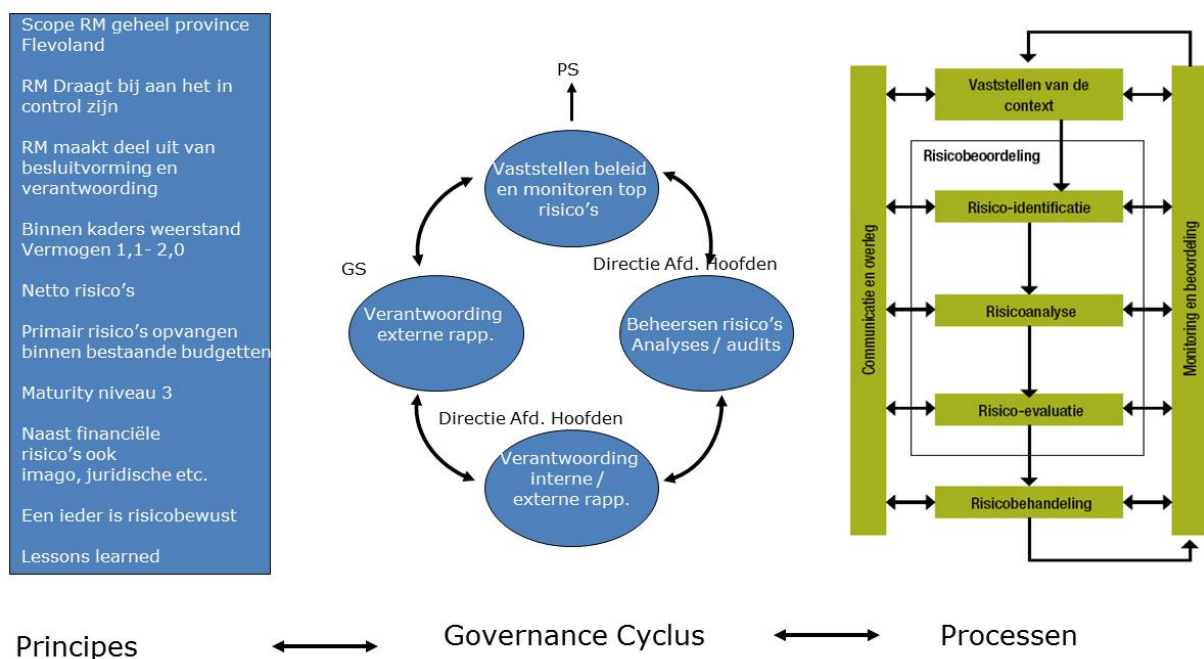 Scope RM geheel province
Flevoland
RM Draagt bij aan het in
control zijn
RM maakt deel uit van
besluitvorming en
verantwoording
Binnen kaders weerstand
Vermogen 1,1- 2,0
Netto risico's
Primair risico's opvangen
binnen bestaande budgetten
Maturity niveau 3
Naast financiële
risico's ook
imago, juridische etc.
Een ieder is risicobewust
Lessons learned
PS
Vaststellen beleid
en monitoren top
risico's
GS
Directie Afd. Hoofden
Verantwoording
externe rapp.
Beheersen risico's
Analyses / audits
Directie Afd. Hoofden
Verantwoording
interne /
externe rapp.
Communicatie en overleg
Vaststellen van de
context
Risicobeoordeling
Risico-identificatie
Risicoanalyse
Risico-evaluatie
Risicobehandeling
Monitoring en beoordeling
Principes
Governance Cyclus
Processen